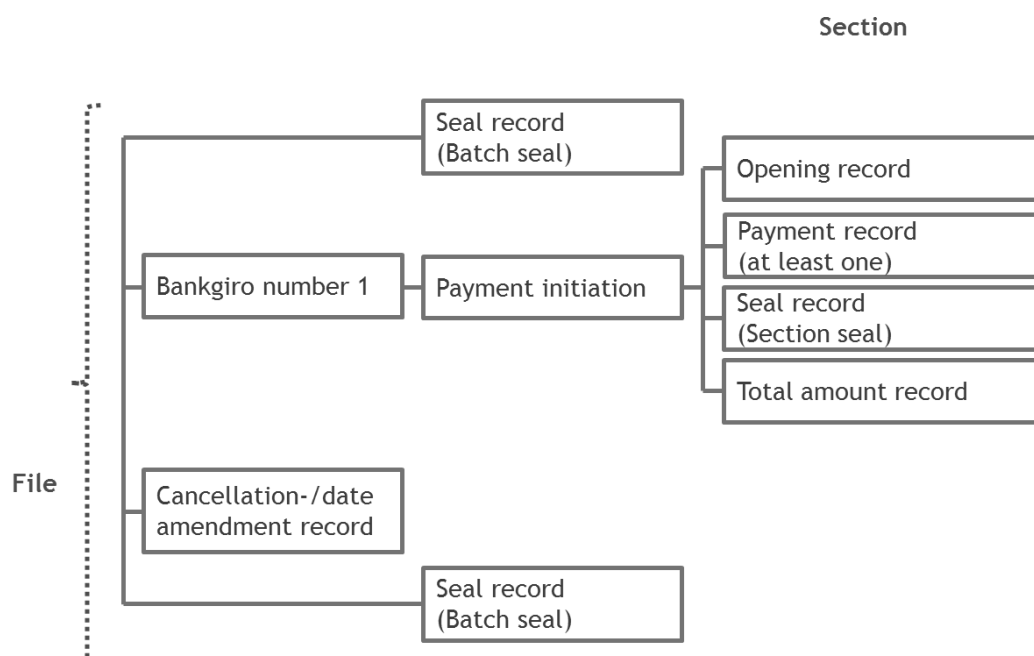 Section
Seal record
(Batch seal)
Opening record
Payment record
(at least one)
Bankgiro number 1
Payment initiation
Seal record
(Section seal)
Total amount record
File
Cancellation-/date
amendment record
Seal record
(Batch seal)